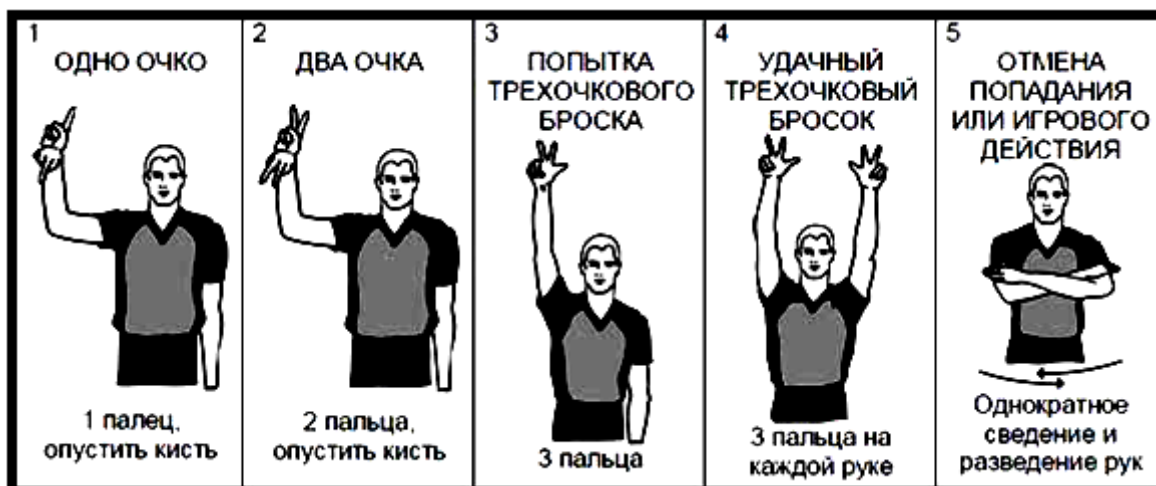 1
ОДНО ОЧКО
1 палец,
опустить кисть
2
ДВА ОЧКА
2 пальца,
опустить кисть
3
ПОПЫТКА
ТРЕХОЧКОВОГО
БРОСКА
3 пальца
4
УДАЧНЫЙ
ТРЕХОЧКОВЫЙ
БРОСОК
3 пальца на
каждой руке
5
ОТМЕНА
ПОПАДАНИЯ
ИЛИ ИГРОВОГО
ДЕЙСТВИЯ
Однократное
сведение и
разведение рук